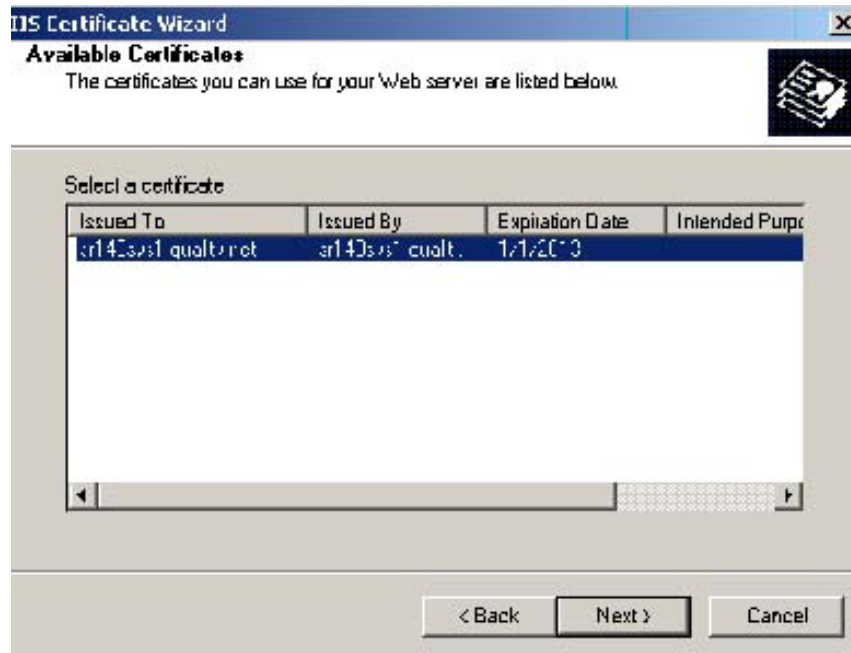 IIS Certificate Wizard
Available Certificates
The certificates you can use for your Web server are listed below.
Select a certificate
Issued To Issued By Expiration Date Intended Purpo
< Back Next > Cancel